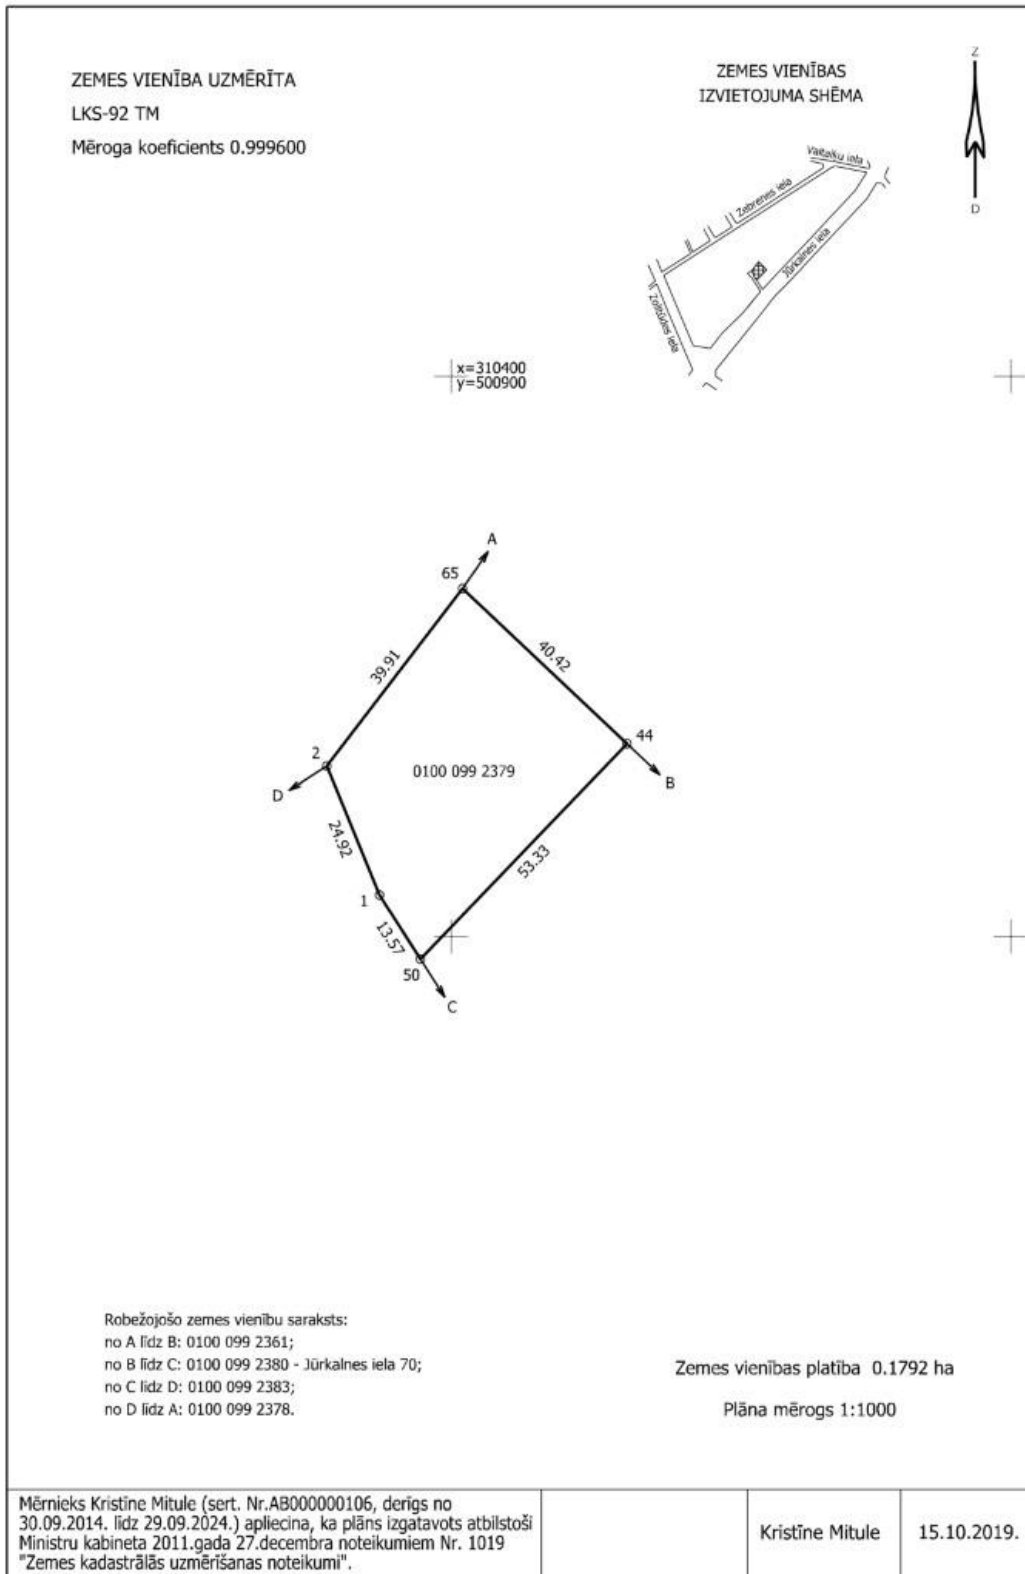 ZEMES VIENĪBA UZMĒRĪTA
LKS-92 TM
Mēroga koeficients 0.999600
ZEMES VIENĪBAS
IZVIETOJUMA SHĒMA
Z
D
Vaitaiku iela
Zebrenes iela
Jūrkalnes iela
Zolitūdes iela
x=310400
y=500900
A
65
40.42
39.91
44
2
0100 099 2379
B
D
24.92
53.33
1
13.57
50
C
Robežojošo zemes vienību saraksts:
no A līdz B: 0100 099 2361;
no B līdz C: 0100 099 2380 - Jūrkalnes iela 70;
no C līdz D: 0100 099 2383;
no D līdz A: 0100 099 2378.
Zemes vienības platība 0.1792 ha
Plāna mērogs 1:1000
Mērnieks Kristīne Mitule (sert. Nr.AB000000106, derīgs no
30.09.2014. līdz 29.09.2024.) apliecina, ka plāns izgatavots atbilstoši
Ministru kabineta 2011.gada 27.decembra noteikumiem Nr. 1019
"Zemes kadastrālās uzmērīšanas noteikumi".
Kristīne Mitule
15.10.2019.